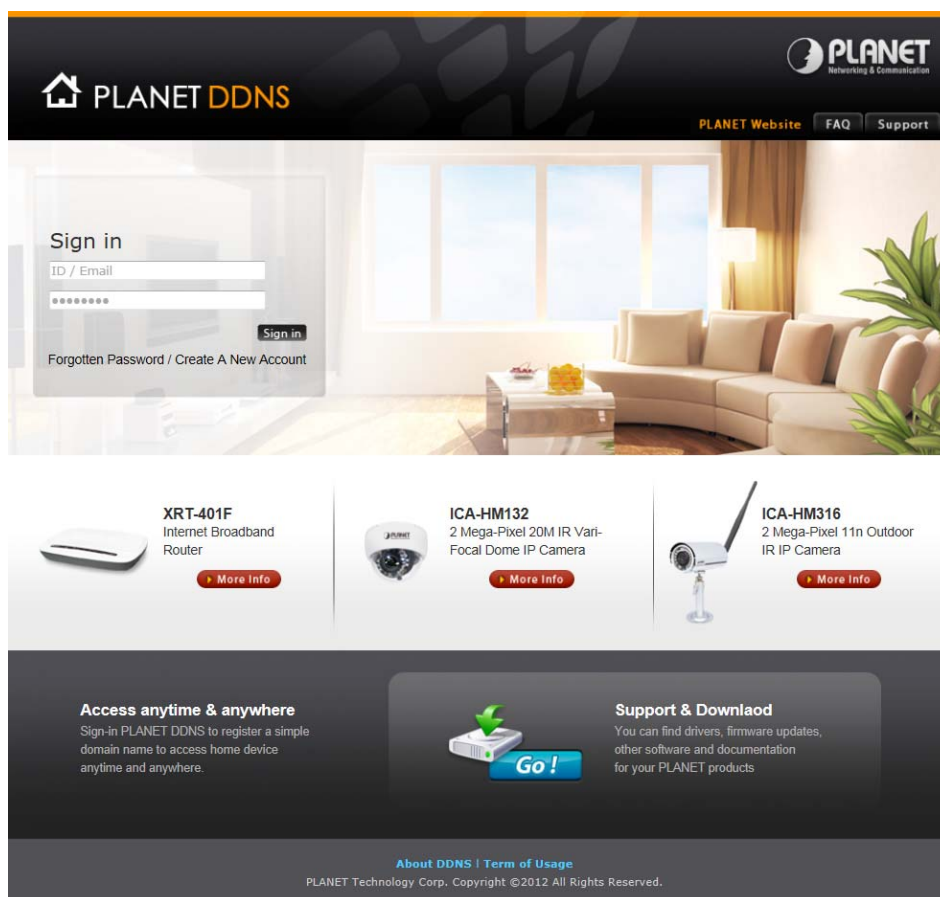 PLANET
Networking & Communication
PLANET DDNS
PLANET Website
FAQ
Support
Sign in
ID / Email
Sign in
Forgotten Password / Create A New Account
XRT-401F
Internet Broadband
Router
More Info
ICA-HM132
2 Mega-Pixel 20M IR Vari-
Focal Dome IP Camera
More Info
ICA-HM316
2 Mega-Pixel 11n Outdoor
IR IP Camera
More Info
PLANET
Access anytime & anywhere
Sign-in PLANET DDNS to register a simple
domain name to access home device
anytime and anywhere.
Go !
Support & Downlaod
You can find drivers, firmware updates,
other software and documentation
for your PLANET products
About DDNS | Term of Usage
PLANET Technology Corp. Copyright ©2012 All Rights Reserved.